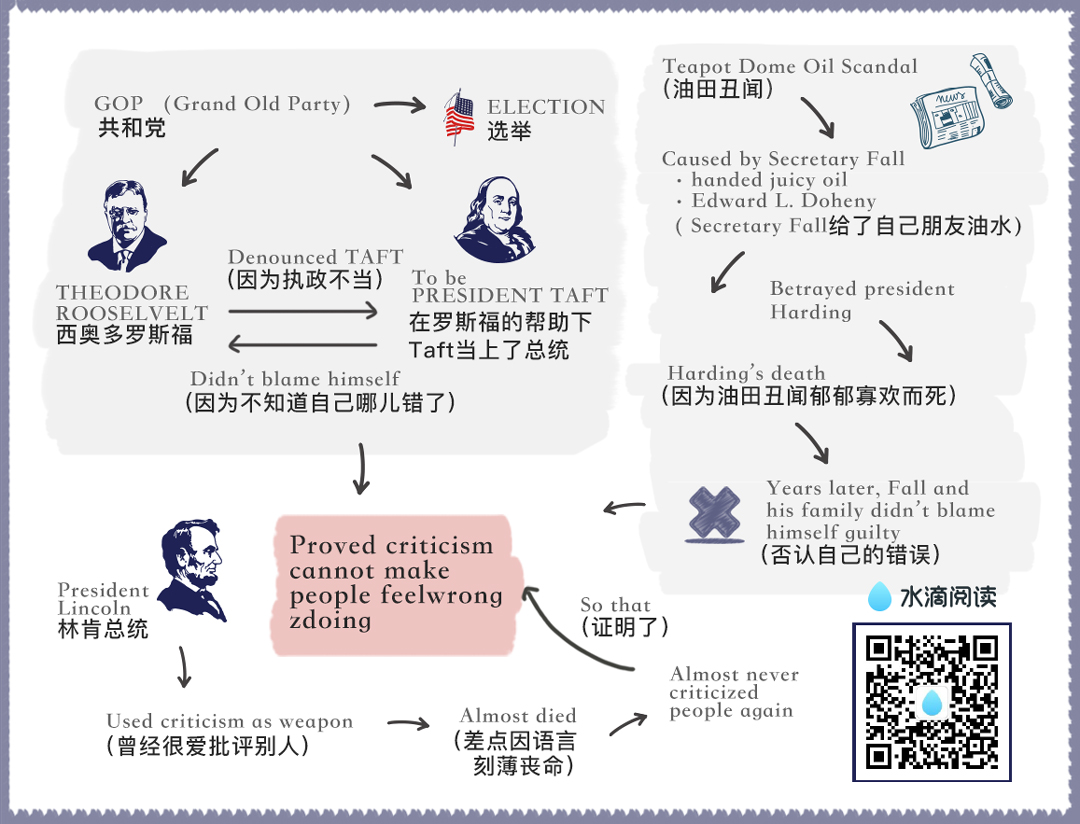 GOP （Grand Old Party）
共和党
ELECTION
选举
Denounced TAFT
（因为执政不当）
THEODORE
ROOSELVELT
西奥多罗斯福
To be
PRESIDENT TAFT
在罗斯福的帮助下
Taft当上了总统
Didn't blame himself
（因为不知道自己哪儿错了）
Teapot Dome Oil Scandal
（油田丑闻）
news
Caused by Secretary Fall
· handed juicy oil
· Edward L. Doheny
( Secretary Fall给了自己朋友油水）
Betrayed president
Harding
Harding's death
（因为油田丑闻郁郁寡欢而死）
Years later, Fall and
his family didn't blame
himself guilty
（否认自己的错误）
President
Lincoln
林肯总统
Proved criticism
cannot make
people feelwrong
zdoing
Used criticism as weapon
（曾经很爱批评别人）
Almost died
（差点因语言
刻薄丧命）
Almost never
criticized
people again
So that
（证明了）
水滴阅读